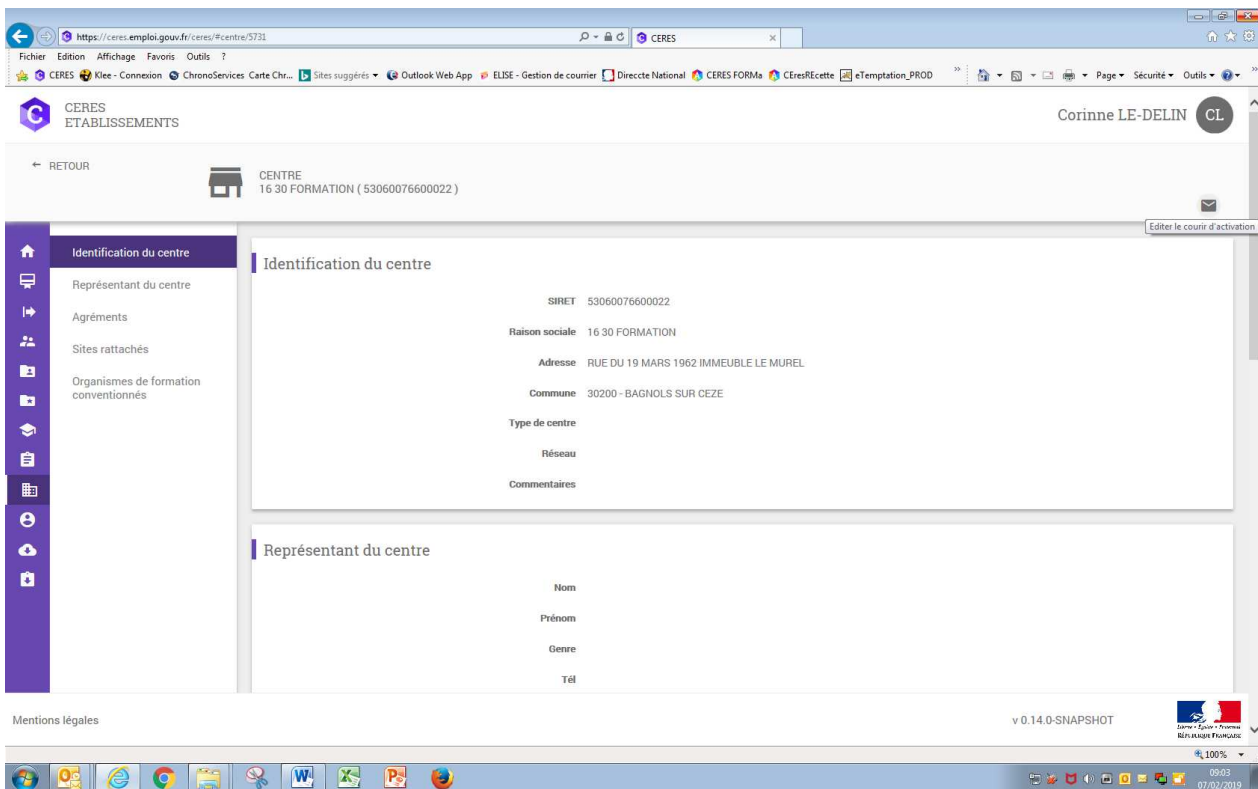 https://ceres.emploi.gouv.fr/ceres/#centre/5731
CERES
Fichier Edition Affichage Favoris Outils ?
CERES Klee - Connexion ChronoServices Carte Chr... Sites suggérés Outlook Web App ELISE - Gestion de courrier Direccte National CERES FORMa CEresREcette eTemptation_PROD » Page Sécurité Outils »
CERES
ETABLISSEMENTS
Corinne LE-DELIN CL
← RETOUR
CENTRE
16 30 FORMATION ( 53060076600022 )
Editer le courir d'activation
Identification du centre
Représentant du centre
Agréments
Sites rattachés
Organismes de formation
conventionnés
Identification du centre
SIRET 53060076600022
Raison sociale 16 30 FORMATION
Adresse RUE DU 19 MARS 1962 IMMEUBLE LE MUREL
Commune 30200 - BAGNOLS SUR CEZE
Type de centre
Réseau
Commentaires
Représentant du centre
Nom
Prénom
Genre
Tél
Mentions légales
v 0.14.0-SNAPSHOT
Liberté • Égalité • Fraternité
RÉPUBLIQUE FRANÇAISE
100%
09:03
07/02/2019